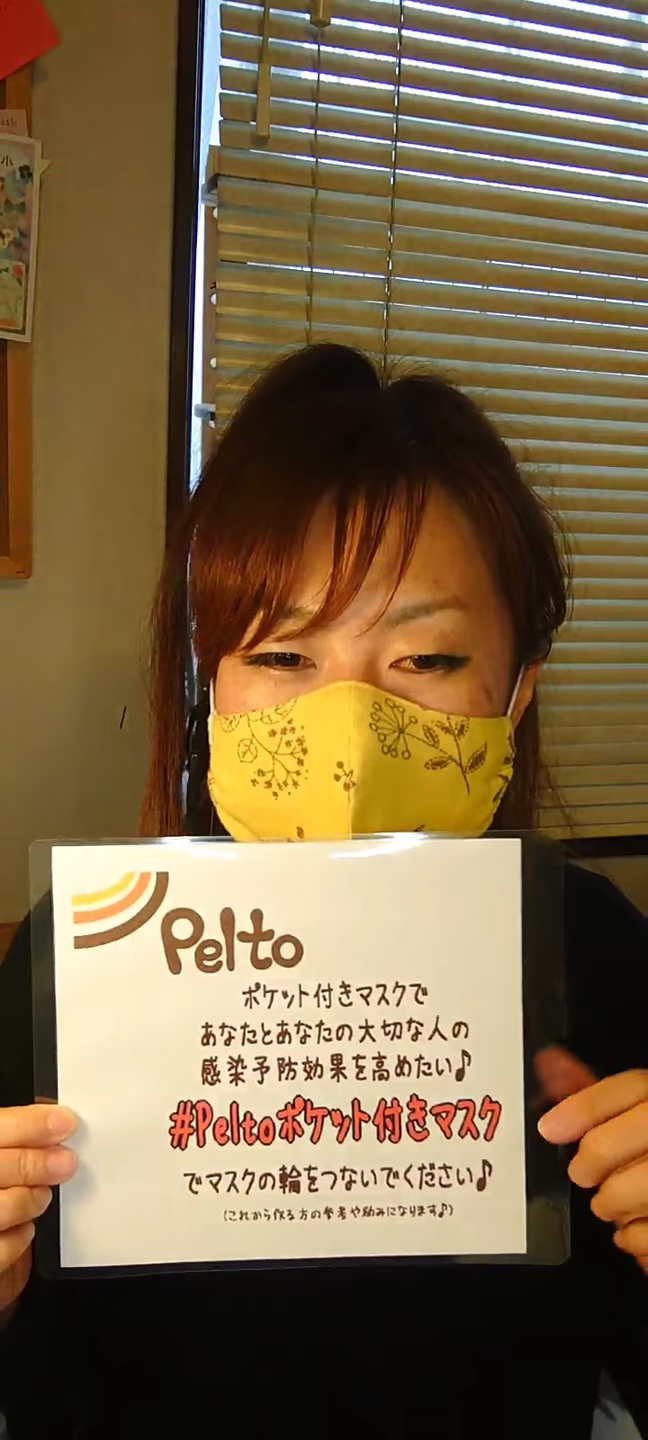 Pelto
ポケット付きマスクで
あなたとあなたの大切な人の
感染予防効果を高めたい♪
#Peltoポケット付きマスク
でマスクの輪をつないでください♪
(これから作る方の参考や励みになります♪)